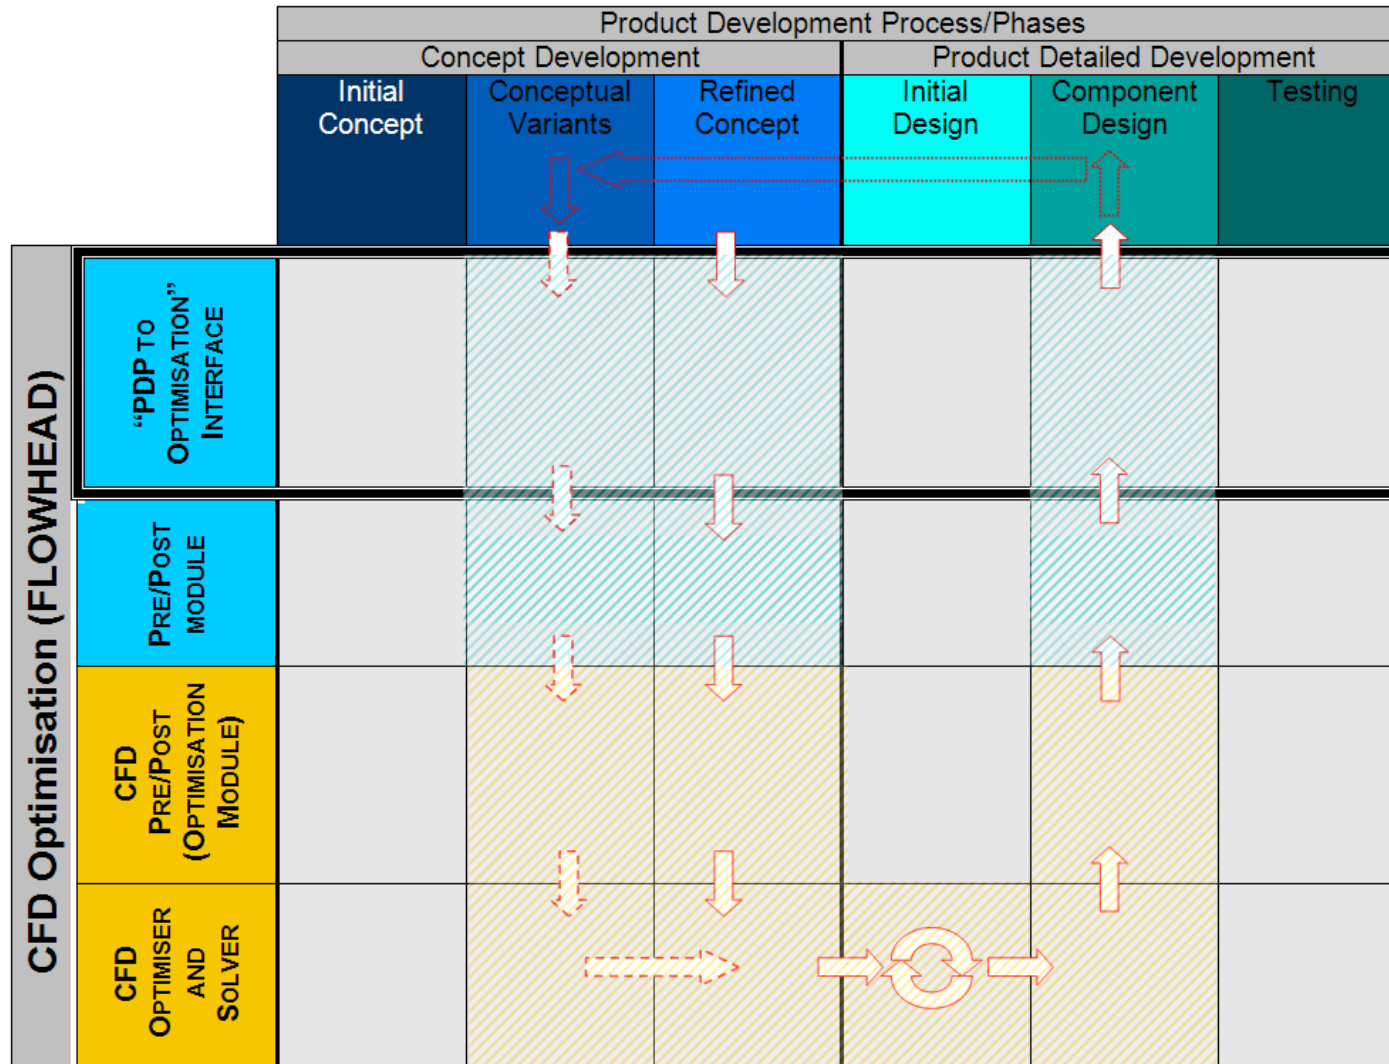 Product Development Process/Phases
Concept Development
Product Detailed Development
Initial
Concept
Conceptual
Variants
Refined
Concept
Initial
Design
Component
Design
Testing
CFD Optimisation (FLOWHEAD)
“PDP TO
OPTIMISATION”
INTERFACE
PRE/POST
MODULE
CFD
PRE/POST
(OPTIMISATION
MODULE)
CFD
OPTIMISER
AND
SOLVER